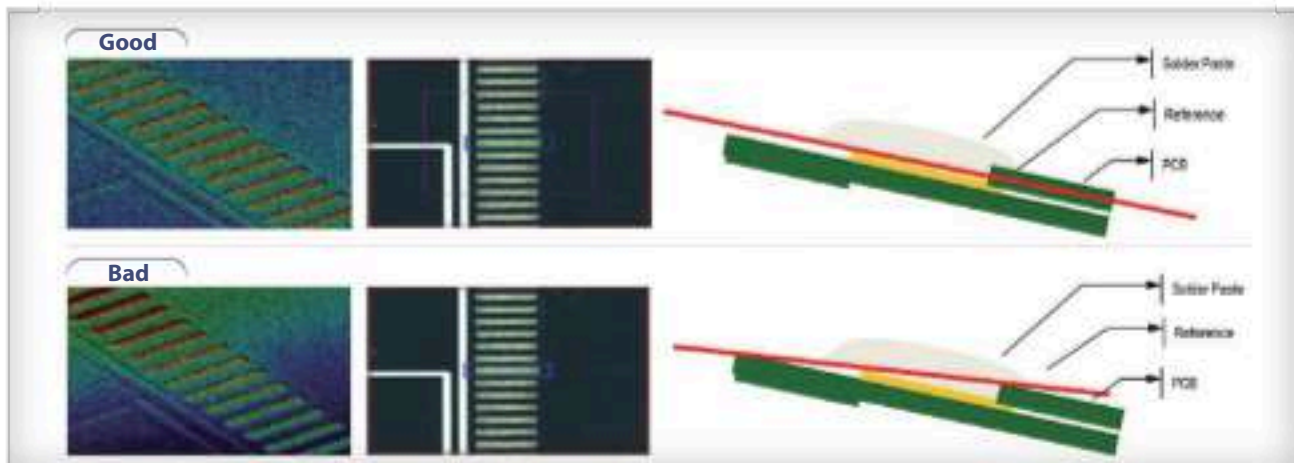 Good
Solder Paste
Reference
PCB
Bad
Solder Paste
Reference
PCB